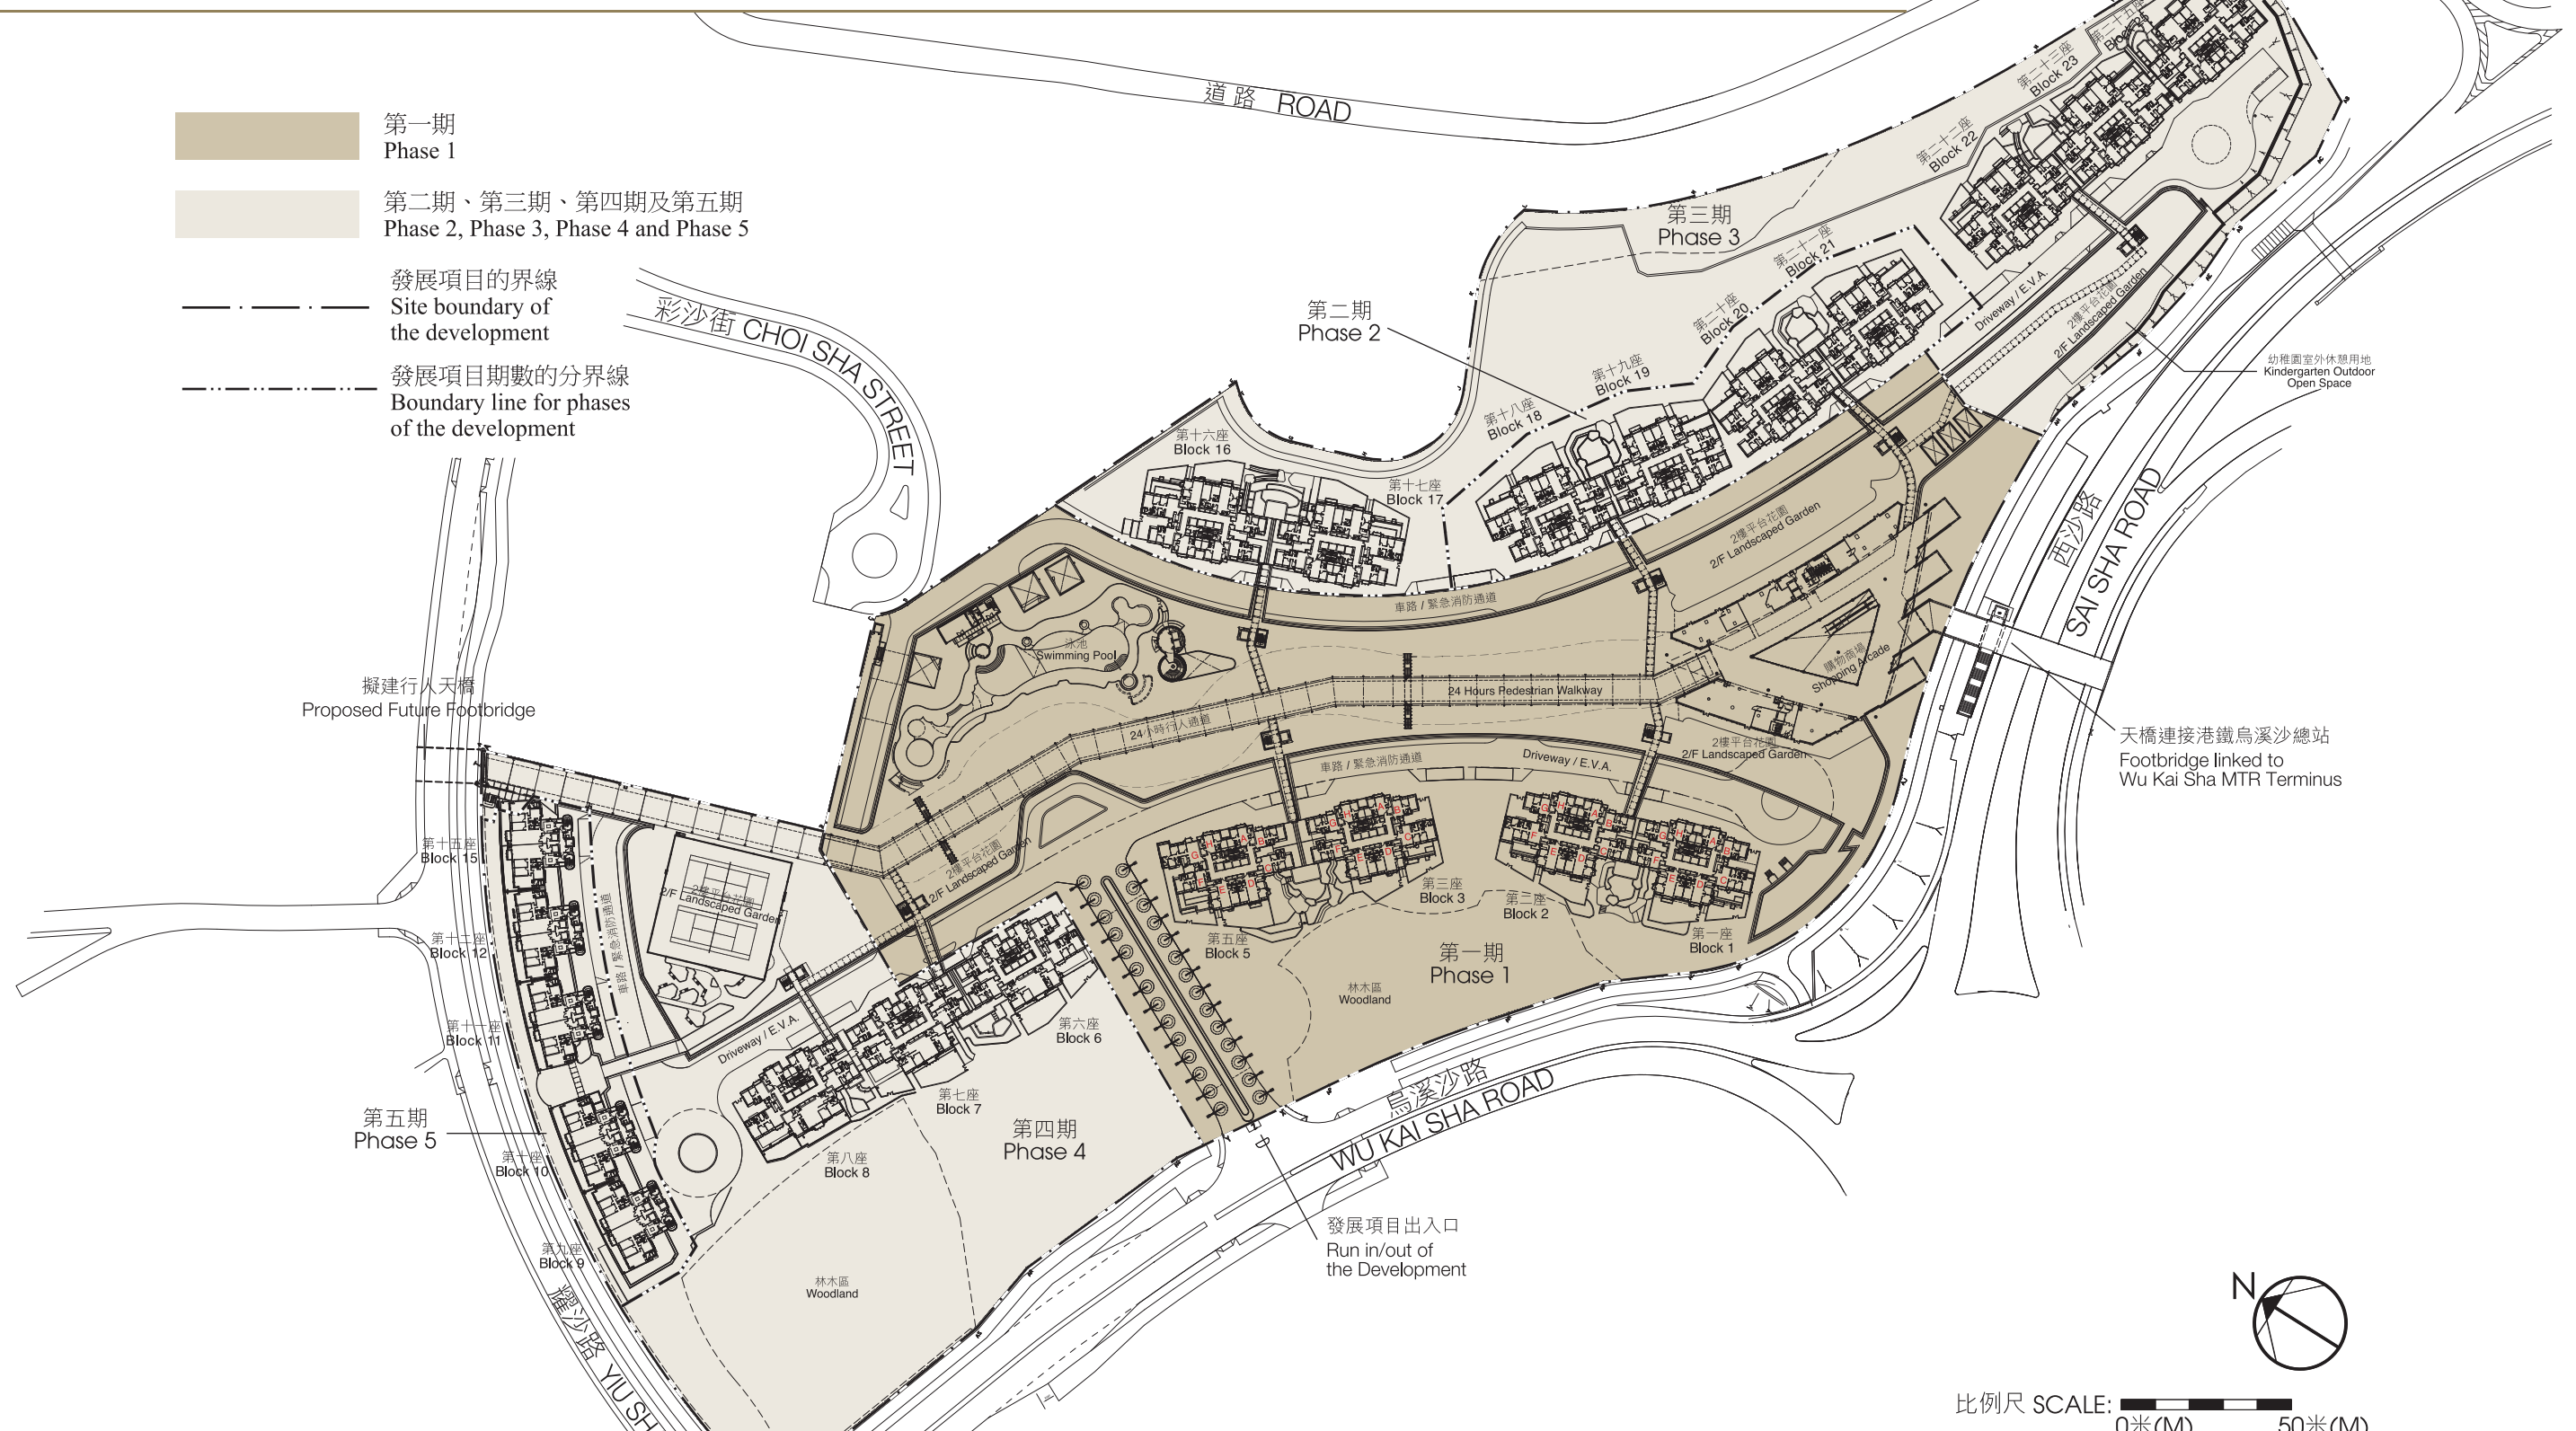 第一期
Phase 1
第二期、第三期、第四期及第五期
Phase 2, Phase 3, Phase 4 and Phase 5
發展項目的界線
Site boundary of
the development
發展項目期數的分界線
Boundary line for phases
of the development
道路 ROAD
彩沙街 CHOI SHA STREET
第二十三座
Block 23
第二十二座
Block 22
第三期
Phase 3
第二十一座
Block 21
第二十座
Block 20
第二期
Phase 2
第十九座
Block 19
第十八座
Block 18
第十六座
Block 16
第十七座
Block 17
Driveway / E.V.A.
2樓平台花園
2/F Landscaped Garden
幼稚園室外休憩用地
Kindergarten Outdoor
Open Space
西沙路
SAI SHA ROAD
2樓平台花園
2/F Landscaped Garden
車路 / 緊急消防通道
泳池
Swimming Pool
購物商場
Shopping Arcade
24 Hours Pedestrian Walkway
24小時行人通道
擬建行人天橋
Proposed Future Footbridge
天橋連接港鐵烏溪沙總站
Footbridge linked to
Wu Kai Sha MTR Terminus
2樓平台花園
2/F Landscaped Garden
車路 / 緊急消防通道
Driveway / E.V.A.
G H A B F E D C
G H A B F E D C
G H A B F E D C
G H A B F E D C
2樓平台花園
2/F Landscaped Garden
第十五座
Block 15
2樓平台花園
2/F Landscaped Garden
車路 / 緊急消防通道
第十二座
Block 12
第十一座
Block 11
第三座
Block 3
第二座
Block 2
第五座
Block 5
第一座
Block 1
第一期
Phase 1
林木區
Woodland
Driveway / E.V.A.
第六座
Block 6
第七座
Block 7
第八座
Block 8
第四期
Phase 4
第五期
Phase 5
第十座
Block 10
第九座
Block 9
林木區
Woodland
烏溪沙路
WU KAI SHA ROAD
發展項目出入口
Run in/out of
the Development
耀沙路 YIU SH
N
比例尺 SCALE:
0米(M) 50米(M)